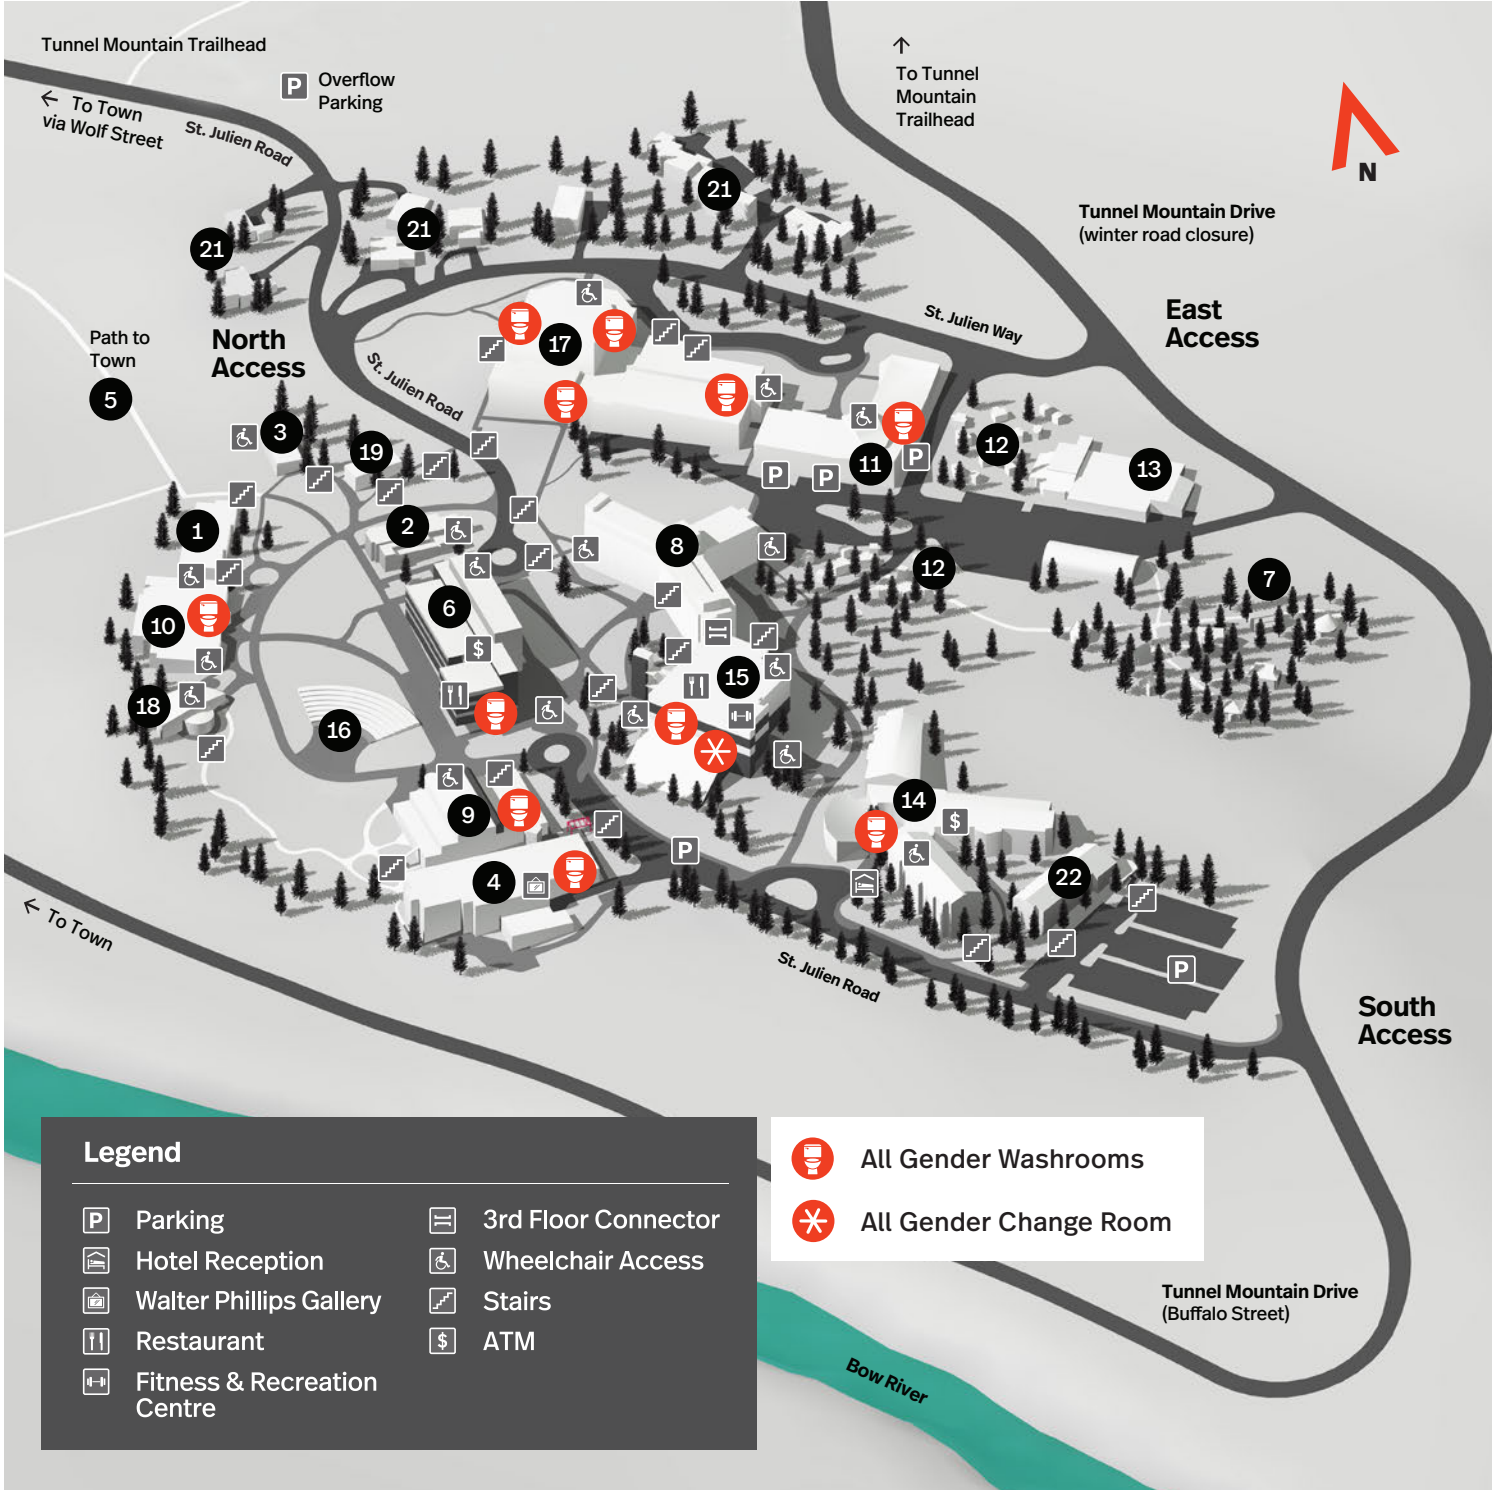 Tunnel Mountain Trailhead
P Overflow
Parking
← To Town
via Wolf Street
St. Julien Road
↑
To Tunnel
Mountain
Trailhead
N
Tunnel Mountain Drive
(winter road closure)
21
21
21
East
Access
St. Julien Way
North
Access
Path to
Town
5
St. Julien Road
17
3
19
11
P
P
P
12
13
1
2
8
12
7
6
10
$
15
18
16
14
$
9
4
P
22
P
← To Town
St. Julien Road
South
Access
Legend
P Parking
Hotel Reception
Walter Phillips Gallery
Restaurant
Fitness & Recreation
Centre
3rd Floor Connector
Wheelchair Access
Stairs
$ ATM
All Gender Washrooms
All Gender Change Room
Tunnel Mountain Drive
(Buffalo Street)
Bow River